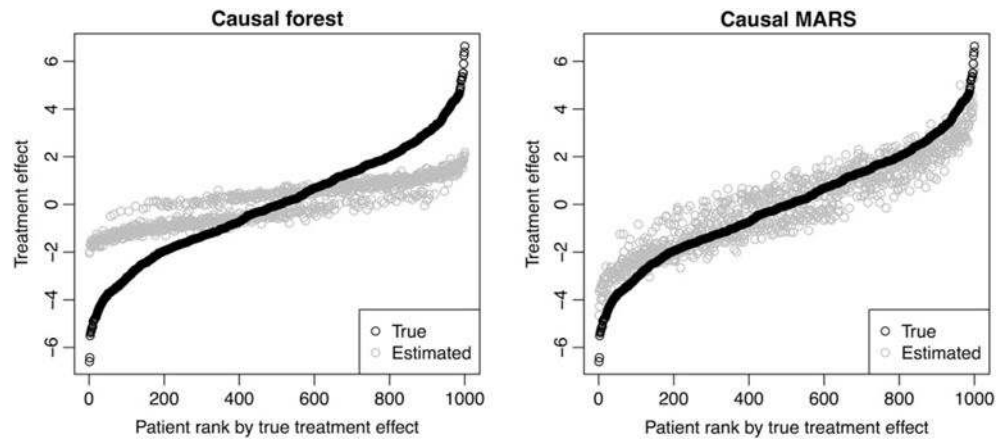 Causal forest
Treatment effect
6
4
2
0
−2
−4
−6
0 200 400 600 800 1000
Patient rank by true treatment effect
True
Estimated
Causal MARS
Treatment effect
6
4
2
0
−2
−4
−6
0 200 400 600 800 1000
Patient rank by true treatment effect
True
Estimated